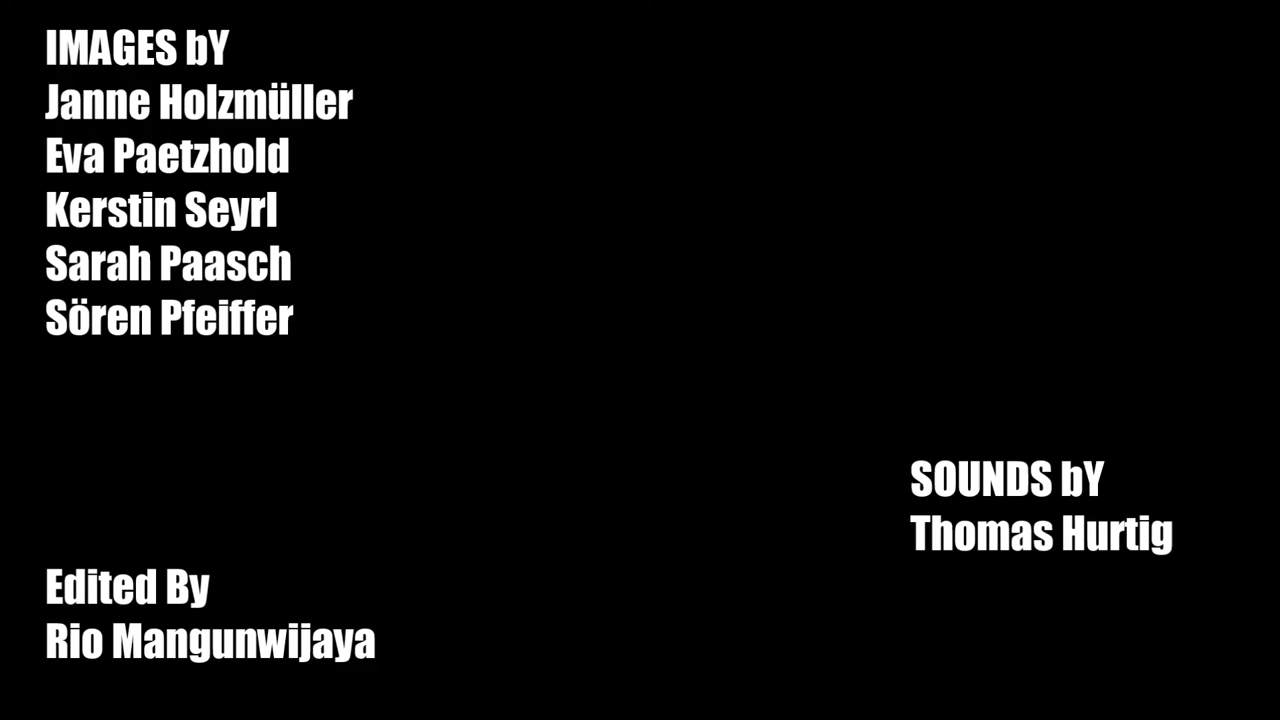 IMAGES bY
Janne Holzmüller
Eva Paetzhold
Kerstin Seyrl
Sarah Paasch
Sören Pfeiffer
SOUNDS bY
Thomas Hurtig
Edited By
Rio Mangunwijaya